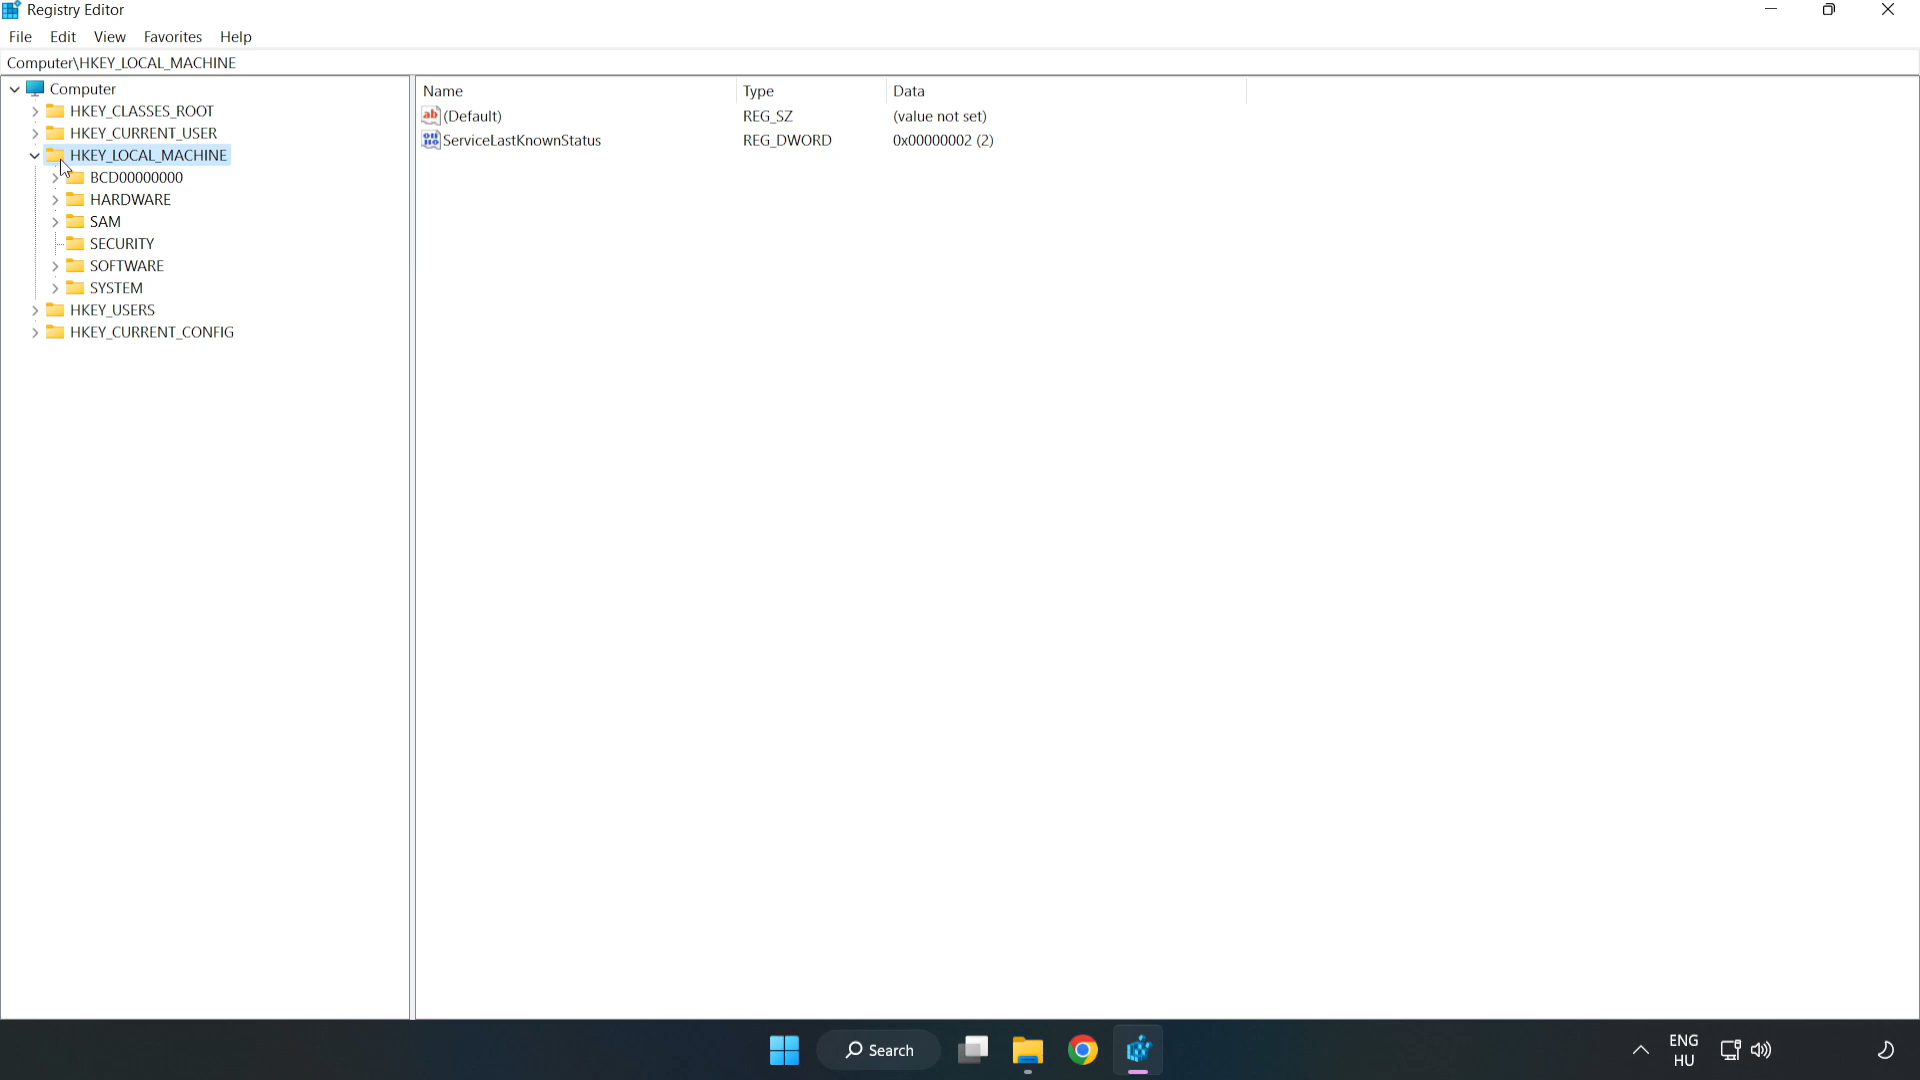 Registry Editor
File Edit View Favorites Help
Computer\HKEY_LOCAL_MACHINE
Computer
HKEY_CLASSES_ROOT
HKEY_CURRENT_USER
HKEY_LOCAL_MACHINE
BCD00000000
HARDWARE
SAM
SECURITY
SOFTWARE
SYSTEM
HKEY_USERS
HKEY_CURRENT_CONFIG
Name Type Data
(Default) REG_SZ (value not set)
ServiceLastKnownStatus REG_DWORD 0x00000002 (2)
Search
ENG
HU